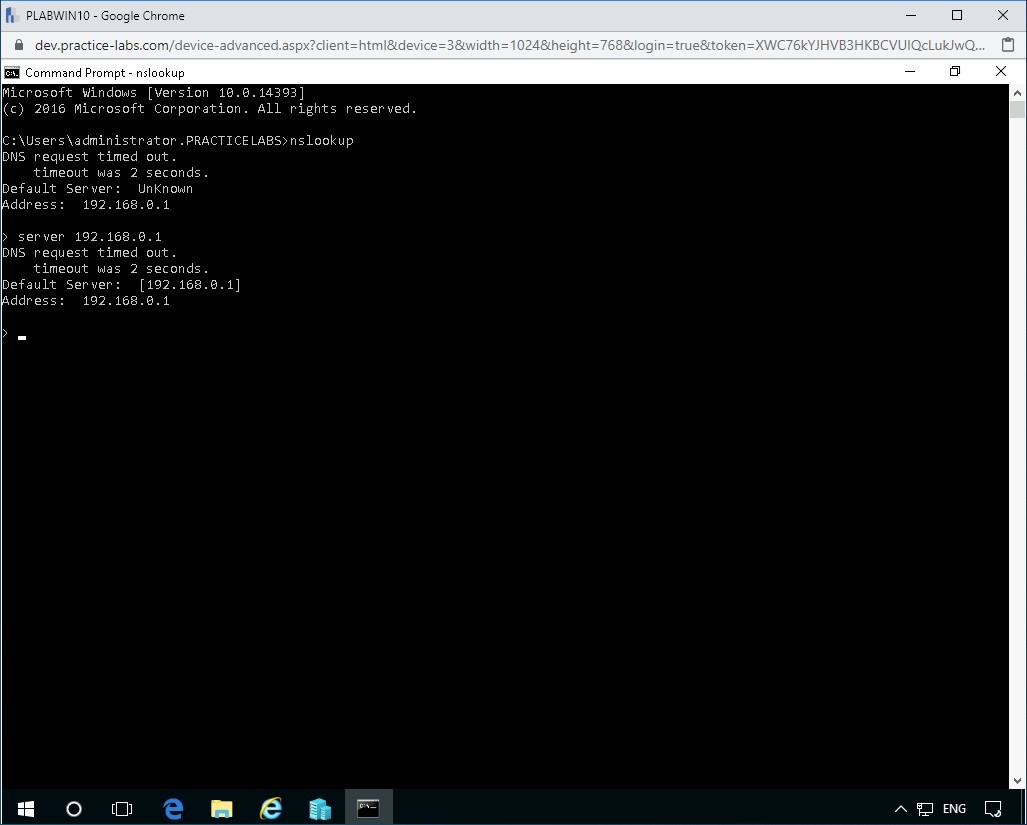 PLABWIN10 - Google Chrome
dev.practice-labs.com/device-advanced.aspx?client=html&device=3&width=1024&height=768&login=true&token=XWC76kYJHVB3HKBCVUIQcLukJwQ...
Command Prompt - nslookup
Microsoft Windows [Version 10.0.14393]
(c) 2016 Microsoft Corporation. All rights reserved.
C:\Users\administrator.PRACTICELABS>nslookup
DNS request timed out.
timeout was 2 seconds.
Default Server:  UnKnown
Address:  192.168.0.1
> server 192.168.0.1
DNS request timed out.
timeout was 2 seconds.
Default Server:  [192.168.0.1]
Address:  192.168.0.1
>
ENG